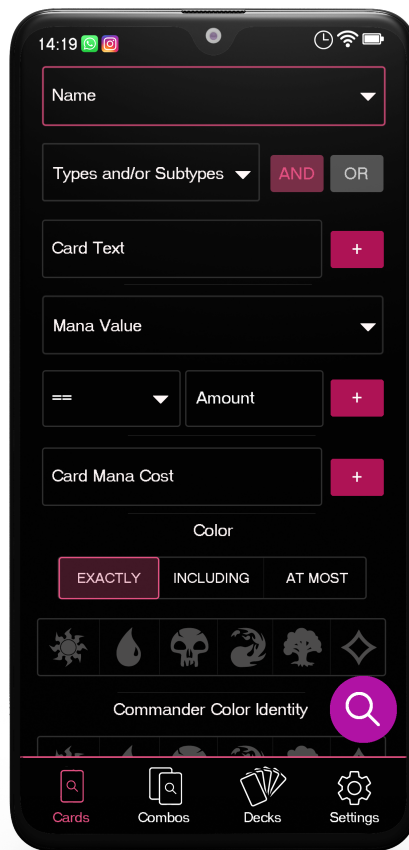 14:19
Name
Types and/or Subtypes AND OR
Card Text +
Mana Value
== Amount +
Card Mana Cost +
Color
EXACTLY INCLUDING AT MOST
Commander Color Identity
Cards Combos Decks Settings